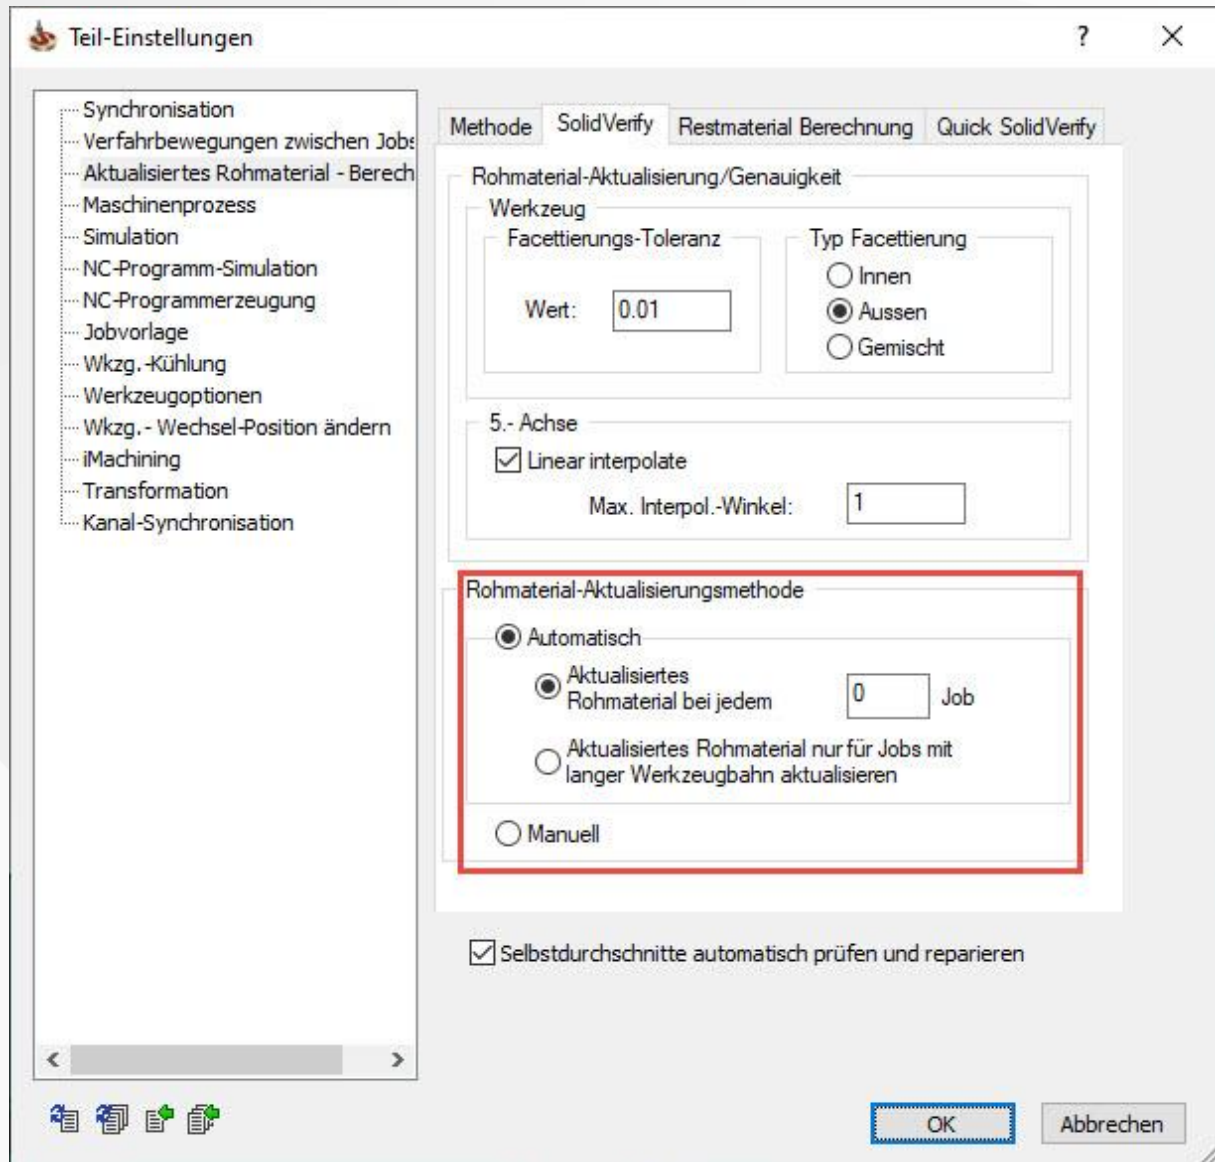 Teil-Einstellungen
?
Synchronisation
Verfahrbewegungen zwischen Jobs
Aktualisiertes Rohmaterial - Berech
Maschinenprozess
Simulation
NC-Programm-Simulation
NC-Programmerzeugung
Jobvorlage
Wkzg.-Kühlung
Werkzeugoptionen
Wkzg.- Wechsel-Position ändern
iMachining
Transformation
Kanal-Synchronisation
Methode SolidVerify Restmaterial Berechnung Quick SolidVerify
Rohmaterial-Aktualisierung/Genauigkeit
Werkzeug
Facettierungs-Toleranz
Wert: 0.01
Typ Facettierung
Innen
Aussen
Gemischt
5.- Achse
Linear interpolate
Max. Interpol.-Winkel: 1
Rohmaterial-Aktualisierungsmethode
Automatisch
Aktualisiertes
Rohmaterial bei jedem 0 Job
Aktualisiertes Rohmaterial nur für Jobs mit
langer Werkzeugbahn aktualisieren
Manuell
Selbstdurchschnitte automatisch prüfen und reparieren
OK Abbrechen